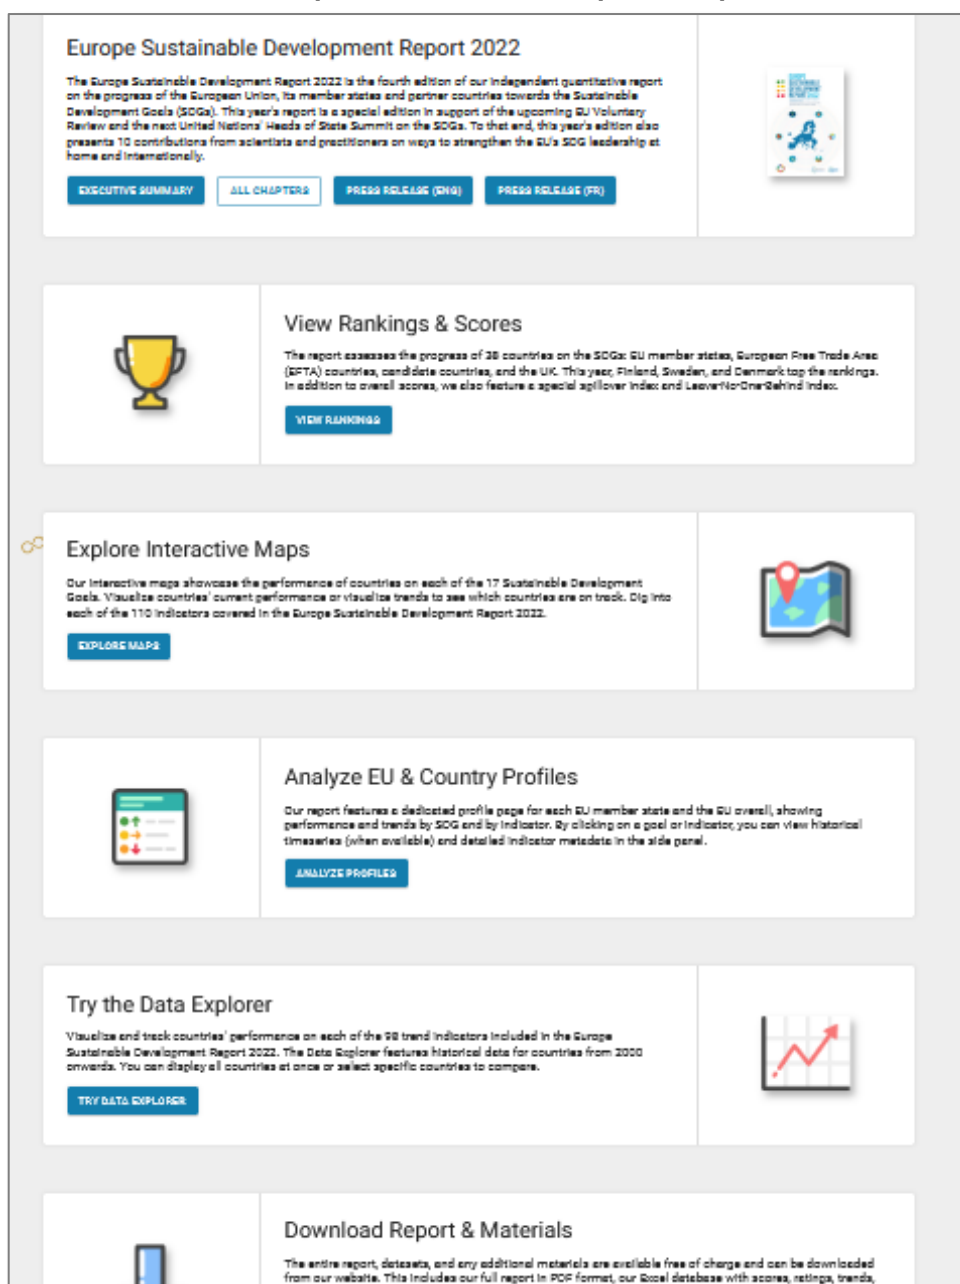 Europe Sustainable Development Report 2022
The Europe Sustainable Development Report 2022 is the fourth edition of our independent quantitative report
on the progress of the European Union, its member states and partner countries towards the Sustainable
Development Goals (SDGs). This year's report is a special edition in support of the upcoming EU Voluntary
Review and the next United Nations' Heads of State Summit on the SDGs. To that end, this year's edition also
presents 10 contributions from scientists and practitioners on ways to strengthen the EU's SDG leadership at
home and internationally.
EXECUTIVE SUMMARY ALL CHAPTERS PRESS RELEASE (ENG) PRESS RELEASE (FR)
View Rankings & Scores
The report assesses the progress of 38 countries on the SDGs: EU member states, European Free Trade Area
(EFTA) countries, candidate countries, and the UK. This year, Finland, Sweden, and Denmark top the rankings.
In addition to overall scores, we also feature a special spillover index and Leave-No-One-Behind Index.
VIEW RANKINGS
Explore Interactive Maps
Our interactive maps showcase the performance of countries on each of the 17 Sustainable Development
Goals. Visualize countries' current performance or visualize trends to see which countries are on track. Dig into
each of the 110 indicators covered in the Europe Sustainable Development Report 2022.
EXPLORE MAPS
Analyze EU & Country Profiles
Our report features a dedicated profile page for each EU member state and the EU overall, showing
performance and trends by SDG and by indicator. By clicking on a goal or indicator, you can view historical
timeseries (when available) and detailed indicator metadata in the side panel.
ANALYZE PROFILES
Try the Data Explorer
Visualize and track countries' performance on each of the 98 trend indicators included in the Europe
Sustainable Development Report 2022. The Data Explorer features historical data for countries from 2000
onwards. You can display all countries at once or select specific countries to compare.
TRY DATA EXPLORER
Download Report & Materials
The entire report, datasets, and any additional materials are available free of charge and can be downloaded
from our website. This includes our full report in PDF format, our Excel database with scores, ratings, trends,